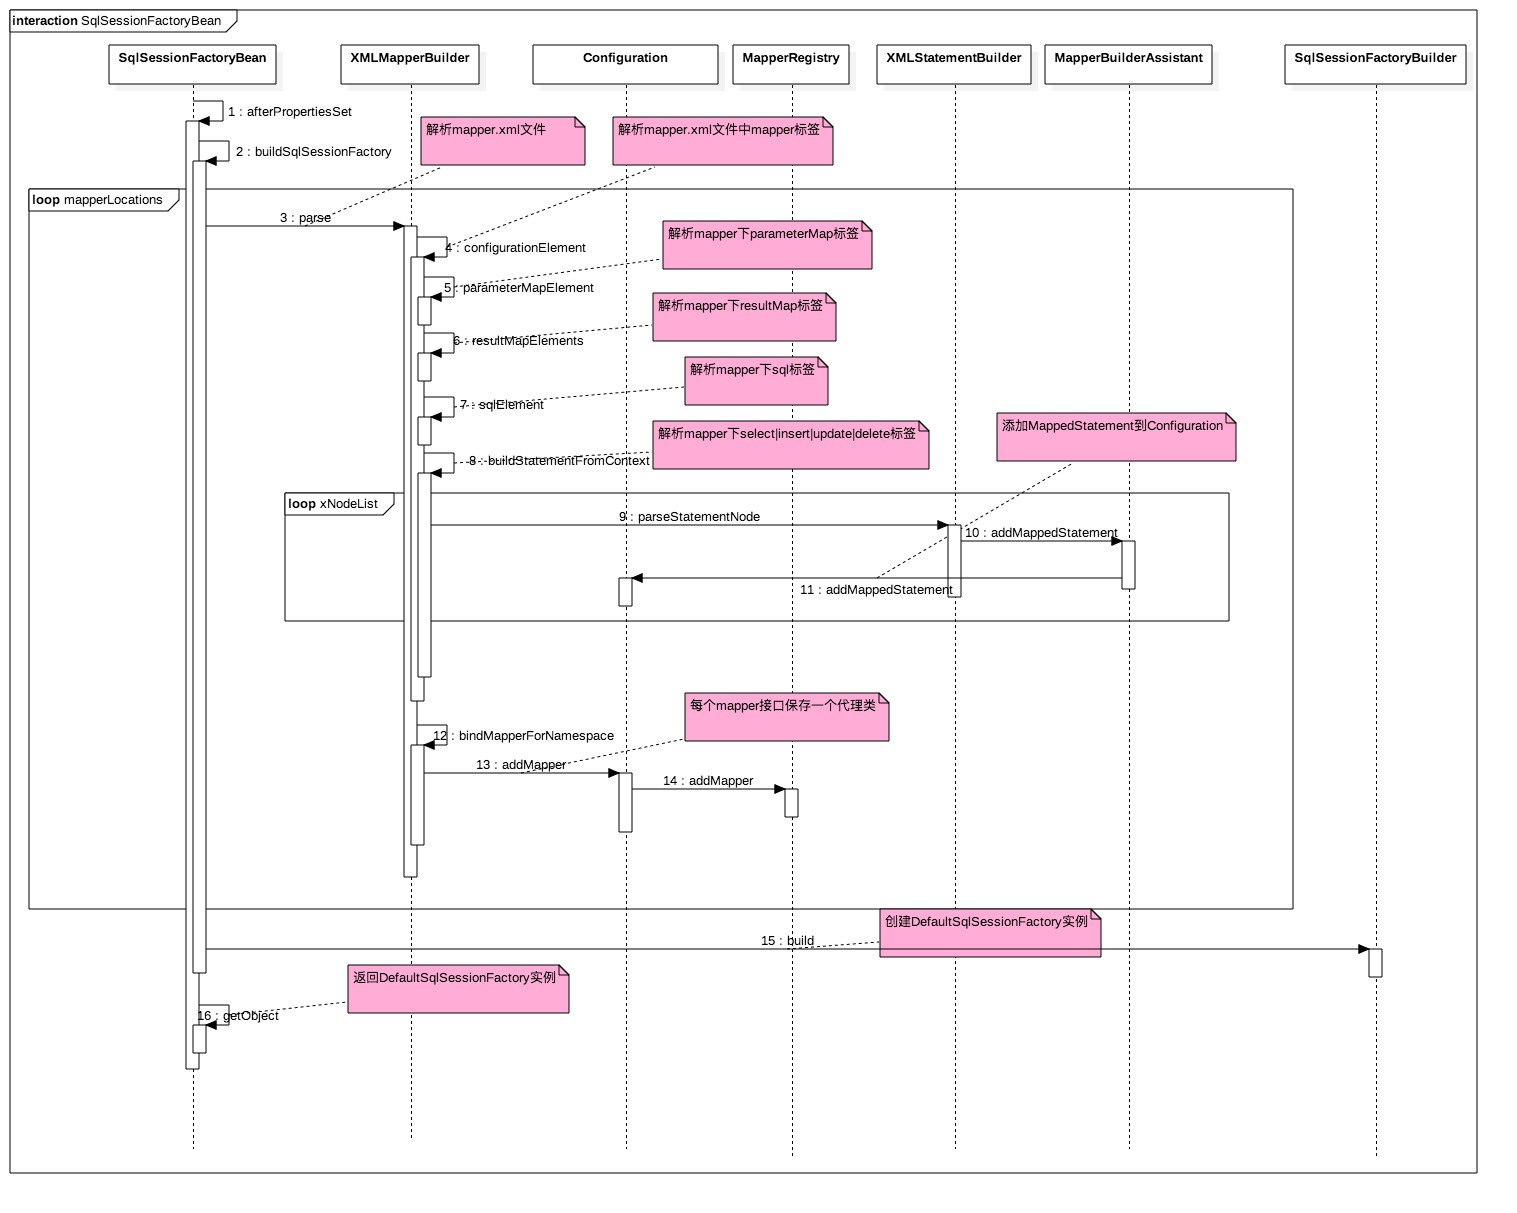 interaction SqlSessionFactoryBean
SqlSessionFactoryBean
XMLMapperBuilder
Configuration
MapperRegistry
XMLStatementBuilder
MapperBuilderAssistant
SqlSessionFactoryBuilder
1 : afterPropertiesSet
解析mapper.xml文件
解析mapper.xml文件中mapper标签
2 : buildSqlSessionFactory
loop mapperLocations
3 : parse
解析mapper下parameterMap标签
4 : configurationElement
5 : parameterMapElement
解析mapper下resultMap标签
6 : resultMapElements
解析mapper下sql标签
7 : sqlElement
添加MappedStatement到Configuration
解析mapper下select|insert|update|delete标签
8 : buildStatementFromContext
loop xNodeList
9 : parseStatementNode
10 : addMappedStatement
11 : addMappedStatement
每个mapper接口保存一个代理类
12 : bindMapperForNamespace
13 : addMapper
14 : addMapper
创建DefaultSqlSessionFactory实例
15 : build
返回DefaultSqlSessionFactory实例
16 : getObject